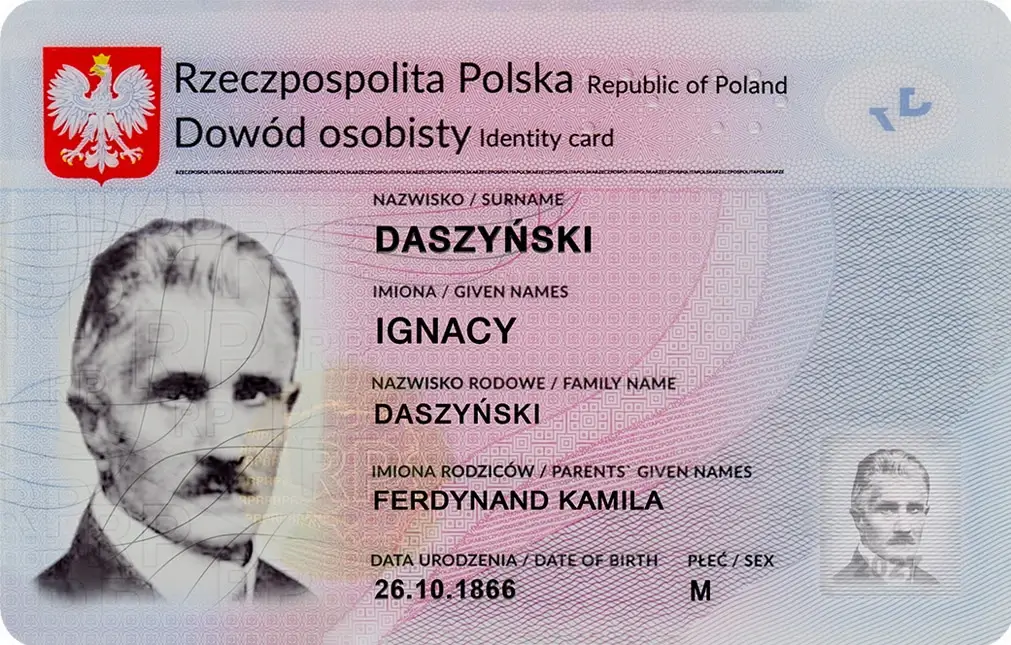 Rzeczpospolita Polska Republic of Poland
Dowód osobisty Identity card
NAZWISKO / SURNAME
DASZYŃSKI
IMIONA / GIVEN NAMES
IGNACY
NAZWISKO RODOWE / FAMILY NAME
DASZYŃSKI
IMIONA RODZICÓW / PARENTS` GIVEN NAMES
FERDYNAND KAMILA
DATA URODZENIA / DATE OF BIRTH PŁEĆ / SEX
26.10.1866 M